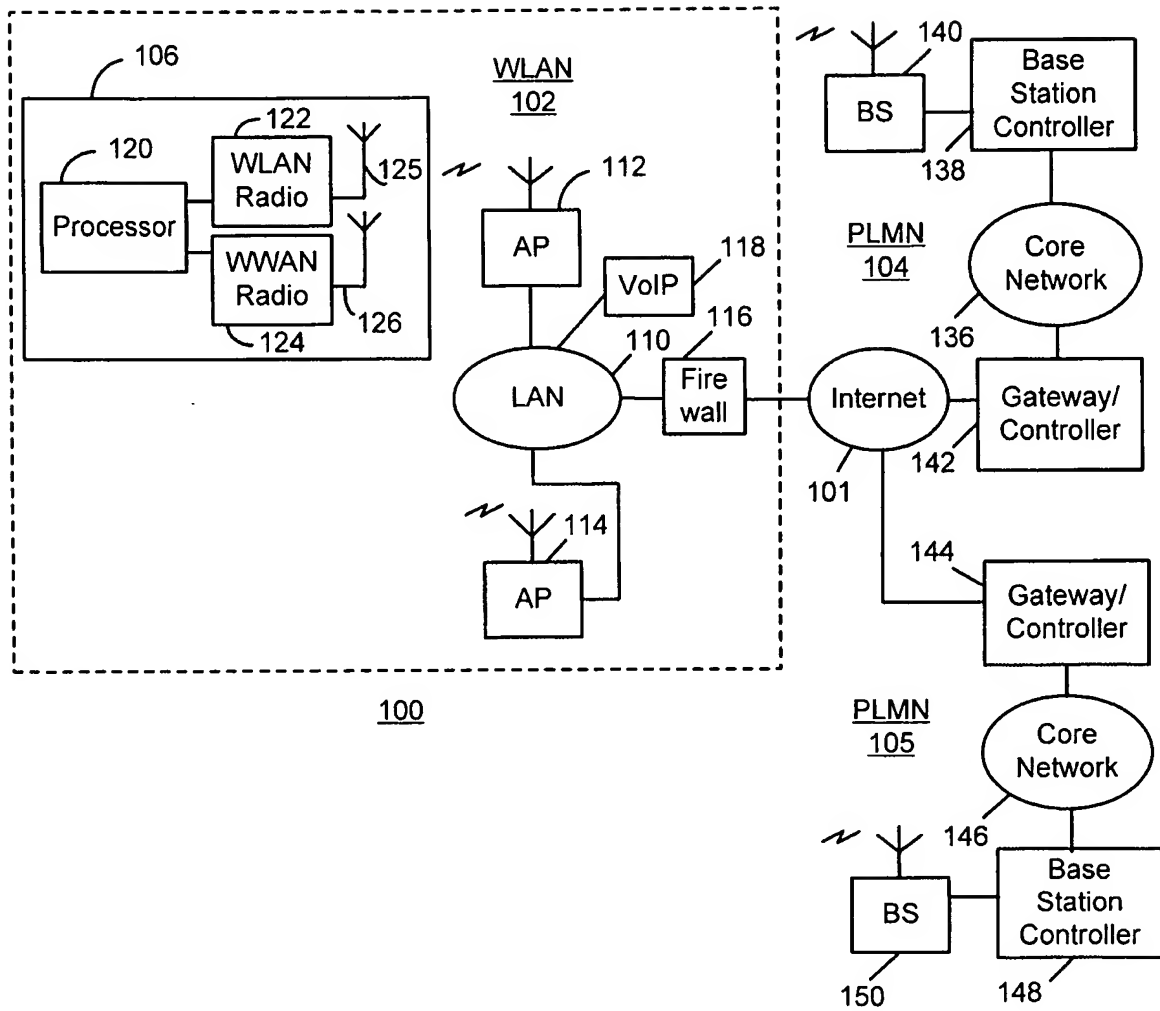 106
120
Processor
122
WLAN
Radio
125
WWAN
Radio
124
126
WLAN
102
112
AP
118
VoIP
110
LAN
116
Fire
wall
114
AP
100
140
BS
Base
Station
Controller
138
PLMN
104
Core
Network
136
Internet
101
Gateway/
Controller
142
144
Gateway/
Controller
PLMN
105
Core
Network
146
BS
150
Base
Station
Controller
148